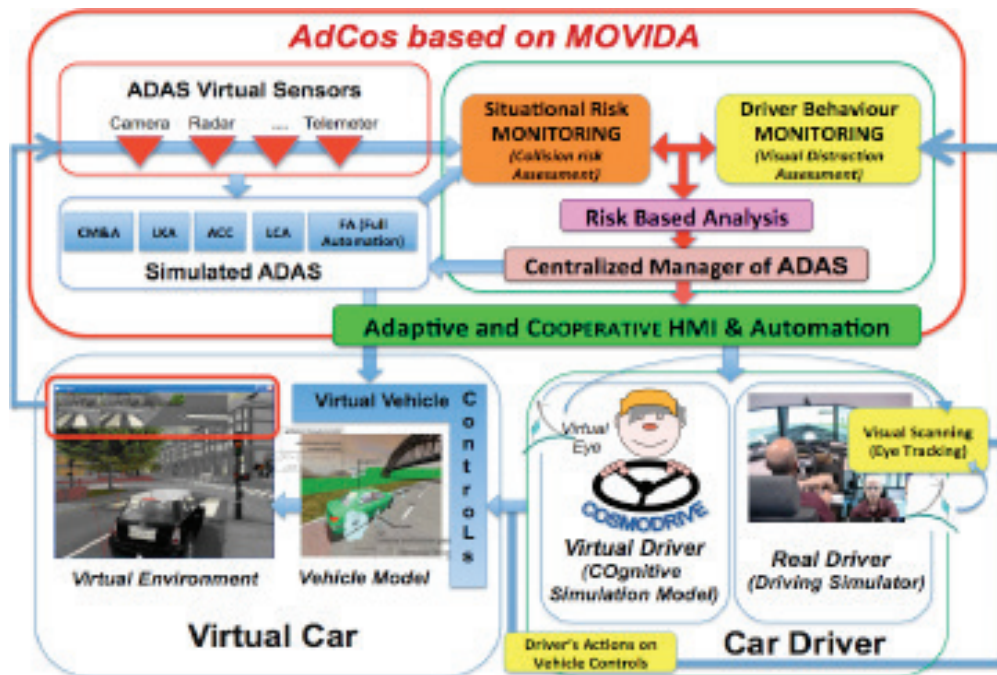 AdCos based on MOVIDA
ADAS Virtual Sensors
Camera Radar .... Telemeter
Situational Risk
MONITORING
(Collision risk
Assessment)
Driver Behaviour
MONITORING
(Visual Distraction
Assessment)
CM&A LKA ACC LCA FA (Full
Automation)
Simulated ADAS
Risk Based Analysis
Centralized Manager of ADAS
Adaptive and COOPERATIVE HMI & Automation
Virtual Vehicle
ControLs
Virtual
Eye
COSMODRIVE
Visual Scanning
(Eye Tracking)
Virtual Environment
Vehicle Model
Virtual Driver
(COgnitive
Simulation Model)
Real Driver
(Driving Simulator)
Virtual Car
Driver's Actions on
Vehicle Controls
Car Driver